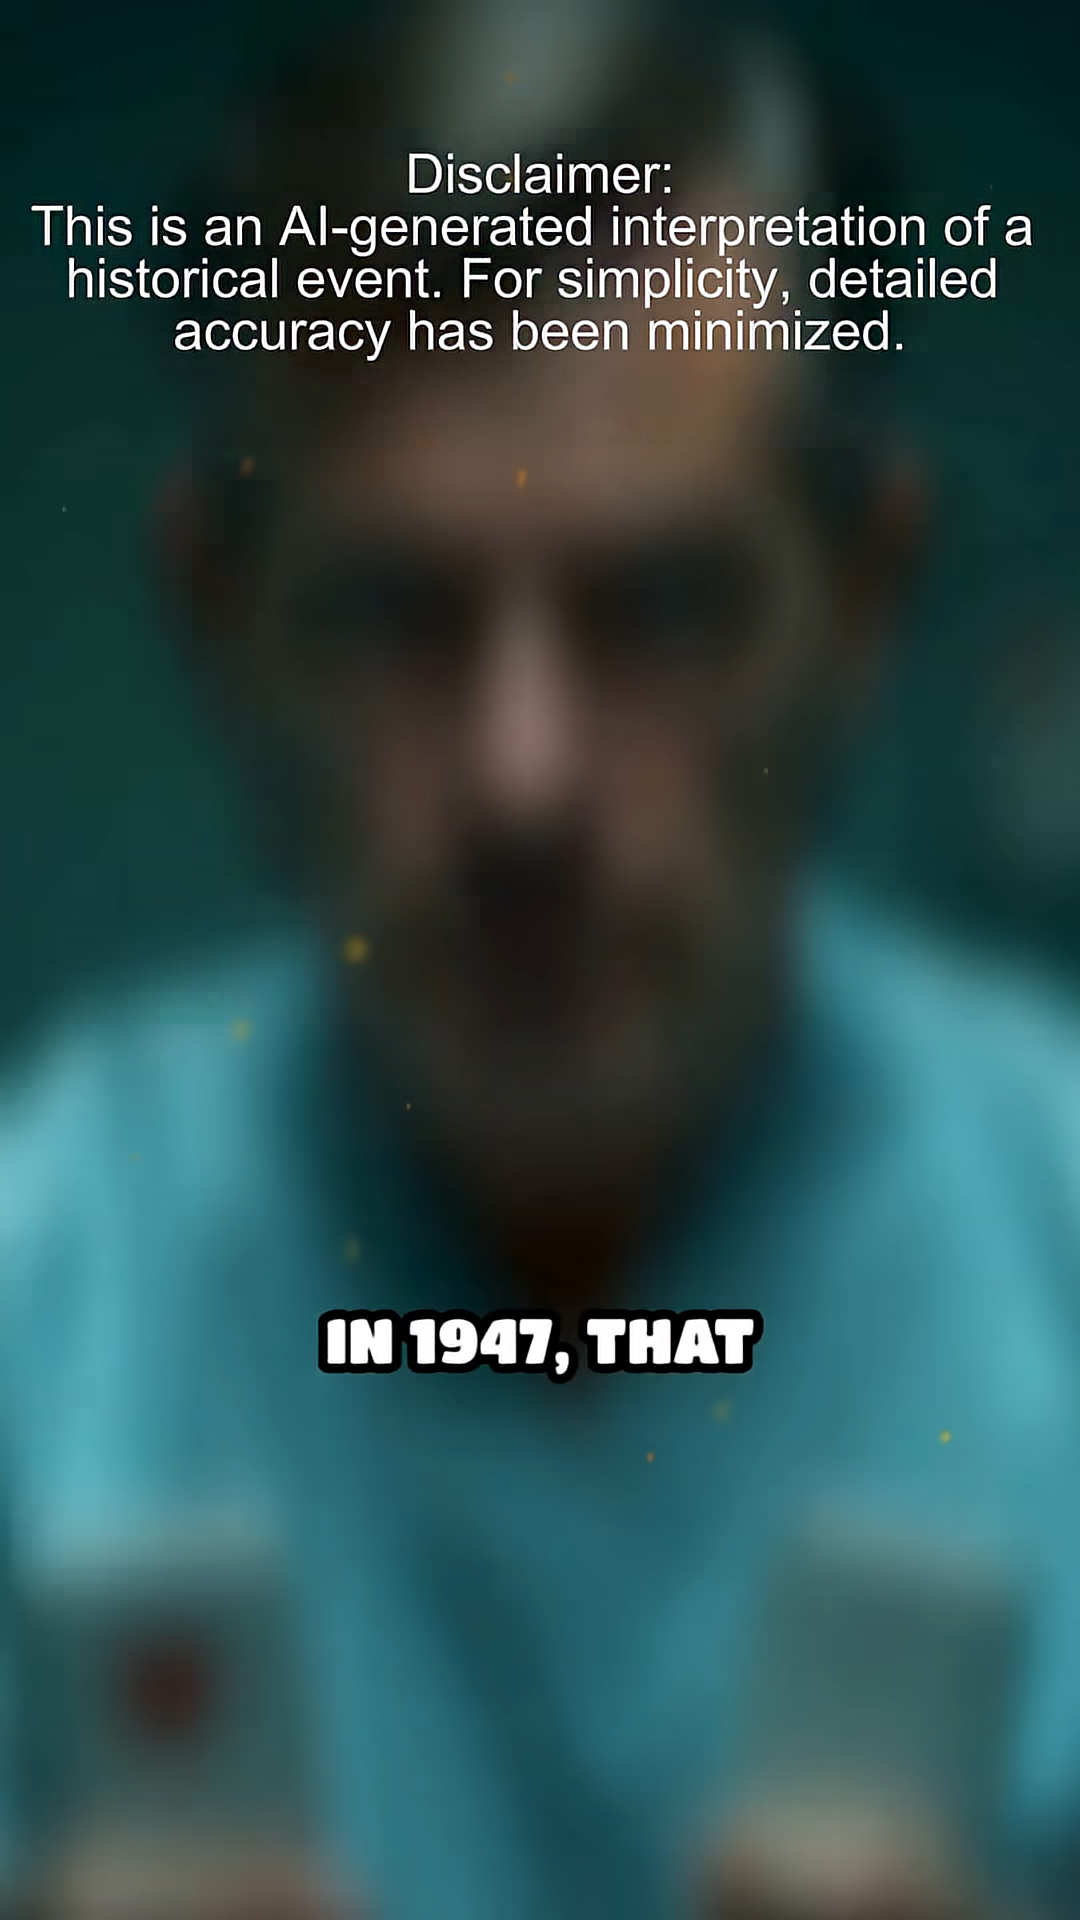 Disclaimer:
This is an AI-generated interpretation of a
historical event. For simplicity, detailed
accuracy has been minimized.
IN 1947, THAT